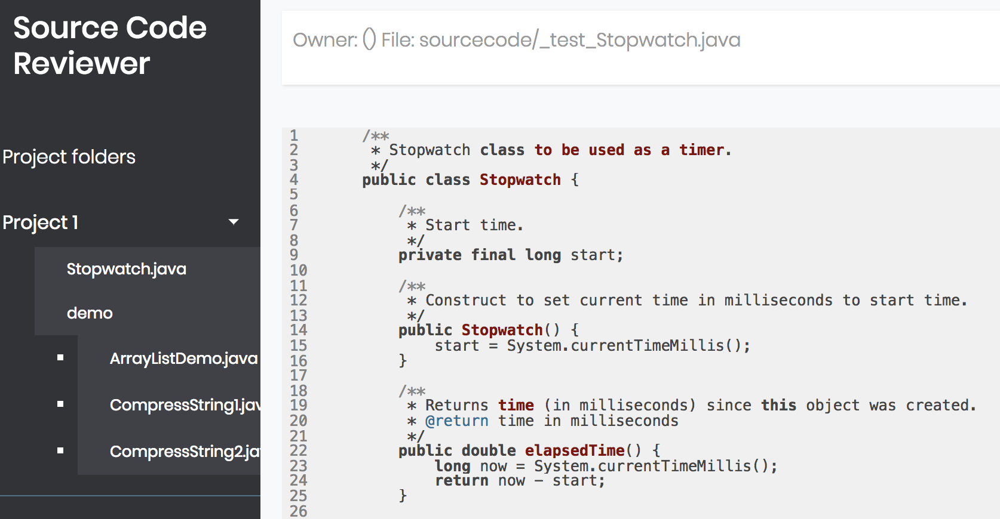 Source Code
Reviewer
Project folders
Project 1
Stopwatch.java
demo
ArrayListDemo.java
CompressString1.jav
CompressString2.ja
Owner: () File: sourcecode/_test_Stopwatch.java
1 /**
2 * Stopwatch class to be used as a timer.
3 */
4 public class Stopwatch {
5
6 /**
7 * Start time.
8 */
9 private final long start;
10
11 /**
12 * Construct to set current time in milliseconds to start time.
13 */
14 public Stopwatch() {
15 start = System.currentTimeMillis();
16 }
17
18 /**
19 * Returns time (in milliseconds) since this object was created.
20 * @return time in milliseconds
21 */
22 public double elapsedTime() {
23 long now = System.currentTimeMillis();
24 return now - start;
25 }
26